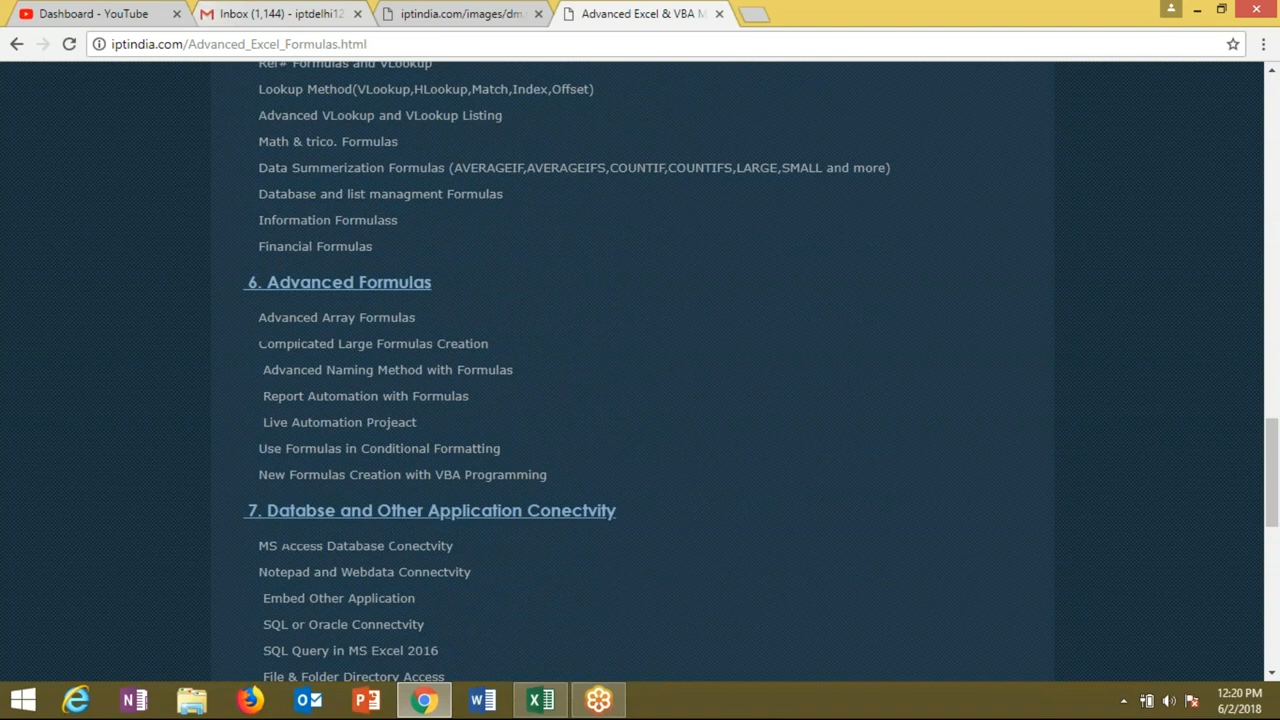 Dashboard - YouTube
Inbox (1,144) - iptdelhi12
iptindia.com/images/dm.
Advanced Excel & VBA M
iptindia.com/Advanced_Excel_Formulas.html
Ref# Formulas and VLookup
Lookup Method(VLookup,HLookup,Match,Index,Offset)
Advanced VLookup and VLookup Listing
Math & trico. Formulas
Data Summerization Formulas (AVERAGEIF,AVERAGEIFS,COUNTIF,COUNTIFS,LARGE,SMALL and more)
Database and list managment Formulas
Information Formulass
Financial Formulas
6. Advanced Formulas
Advanced Array Formulas
Complicated Large Formulas Creation
Advanced Naming Method with Formulas
Report Automation with Formulas
Live Automation Projeact
Use Formulas in Conditional Formatting
New Formulas Creation with VBA Programming
7. Databse and Other Application Conectvity
MS Access Database Conectvity
Notepad and Webdata Connectvity
Embed Other Application
SQL or Oracle Connectvity
SQL Query in MS Excel 2016
File & Folder Directory Access
12:20 PM
6/2/2018